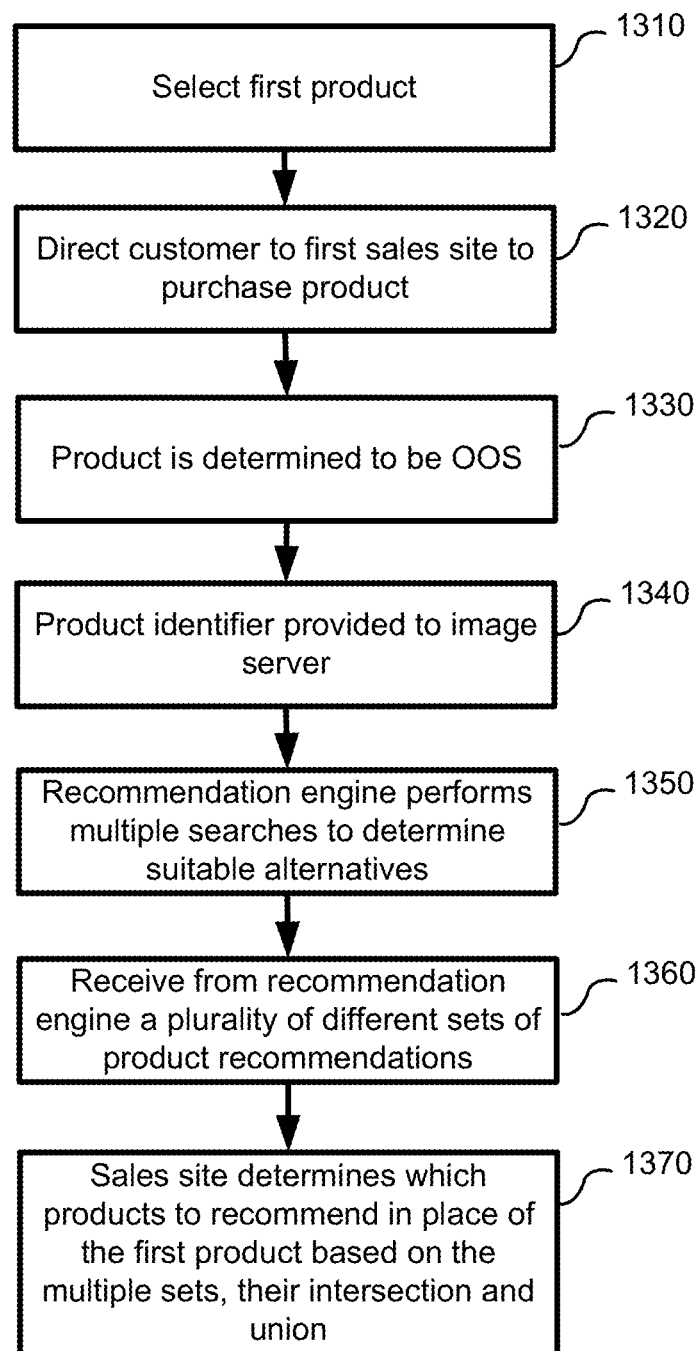 1310
Select first product
1320
Direct customer to first sales site to
purchase product
1330
Product is determined to be OOS
1340
Product identifier provided to image
server
1350
Recommendation engine performs
multiple searches to determine
suitable alternatives
1360
Receive from recommendation
engine a plurality of different sets of
product recommendations
1370
Sales site determines which
products to recommend in place of
the first product based on the
multiple sets, their intersection and
union